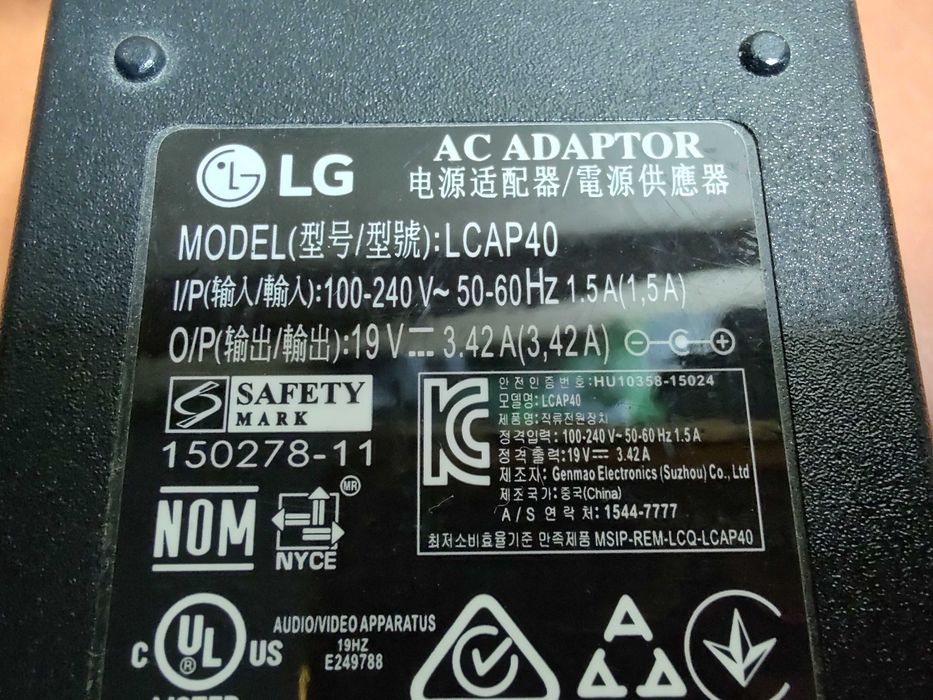 LG
AC ADAPTOR
电源适配器/電源供應器
MODEL(型号/型號):LCAP40
I/P(输入/輸入):100-240 V~ 50-60Hz 1.5 A(1,5A)
O/P(输出/輸出):19 V⎓ 3.42 A(3,42A)
SAFETY
MARK
150278-11
안전인증번호:HU10358-15024
모델명: LCAP40
제품명: 직류전원장치
정격입력: 100-240 V~ 50-60 Hz 1.5 A
정격출력: 19 V⎓ 3.42 A
제조자: Genmao Electronics (Suzhou) Co., Ltd
제조국가: 중국(China)
A/S 연락처: 1544-7777
최저소비효율기준 만족제품 MSIP-REM-LCQ-LCAP40
NOM
MR
NYCE
C UL ® US
AUDIO/VIDEO APPARATUS
19HZ
E249788
LISTED